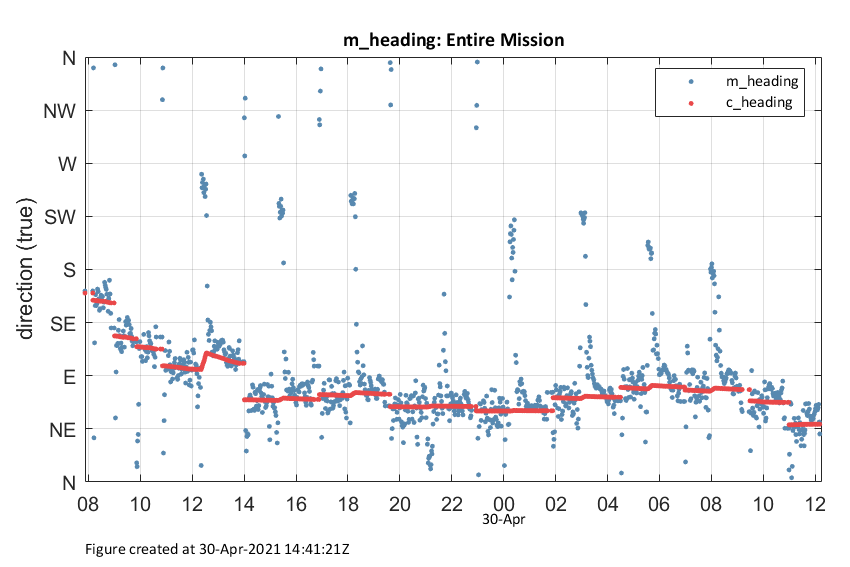 m_heading: Entire Mission
N
NW
W
SW
S
SE
E
NE
N
direction (true)
m_heading
c_heading
08 10 12 14 16 18 20 22 00 02 04 06 08 10 12
30-Apr
Figure created at 30-Apr-2021 14:41:21Z